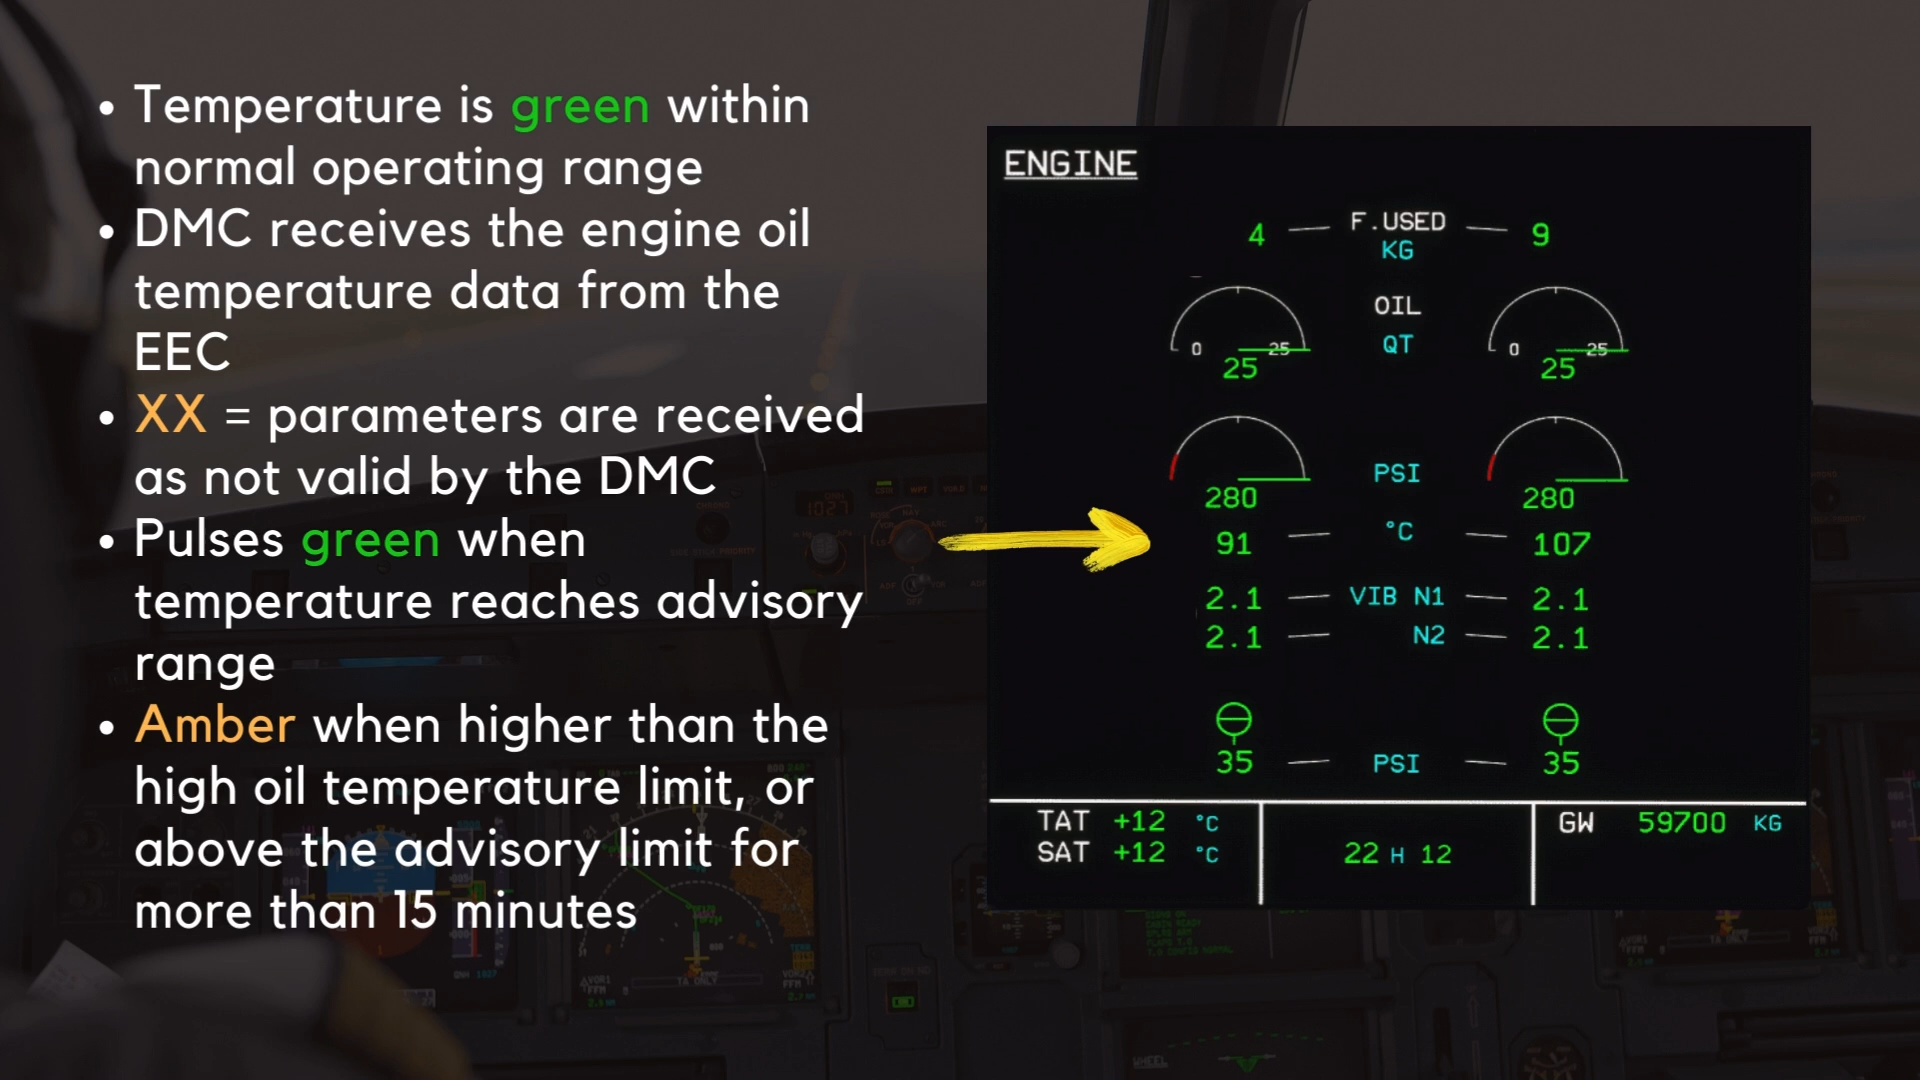 • Temperature is green within
normal operating range
• DMC receives the engine oil
temperature data from the
EEC
• XX = parameters are received
as not valid by the DMC
• Pulses green when
temperature reaches advisory
range
• Amber when higher than the
high oil temperature limit, or
above the advisory limit for
more than 15 minutes
ENGINE
4 F.USED 9
KG
OIL
0 25 QT 0 25
25 25
PSI
280 280
91 °C 107
2.1 VIB N1 2.1
2.1 N2 2.1
35 PSI 35
TAT +12 °C GW 59700 KG
SAT +12 °C 22 H 12
1027
TA ONLY
WHEEL